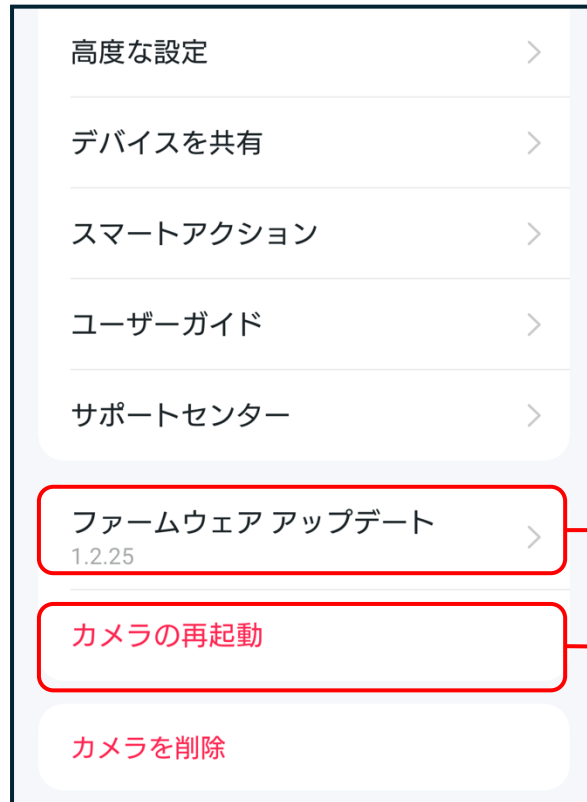 高度な設定
デバイスを共有
スマートアクション
ユーザーガイド
サポートセンター
ファームウェア アップデート
1.2.25
カメラの再起動
カメラを削除